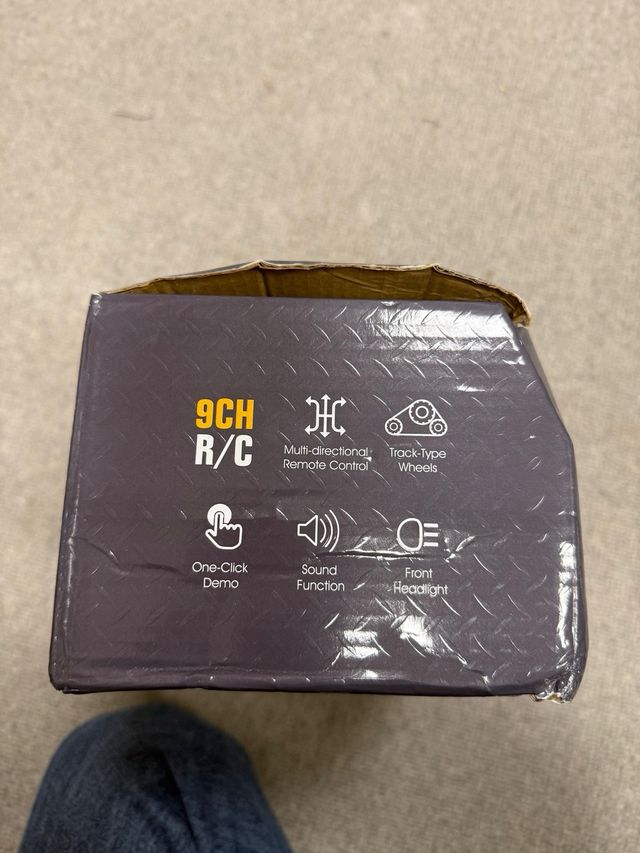 9CH
R/C
Multi-directional
Remote Control
Track-Type
Wheels
One-Click
Demo
Sound
Function
Front
Headlight